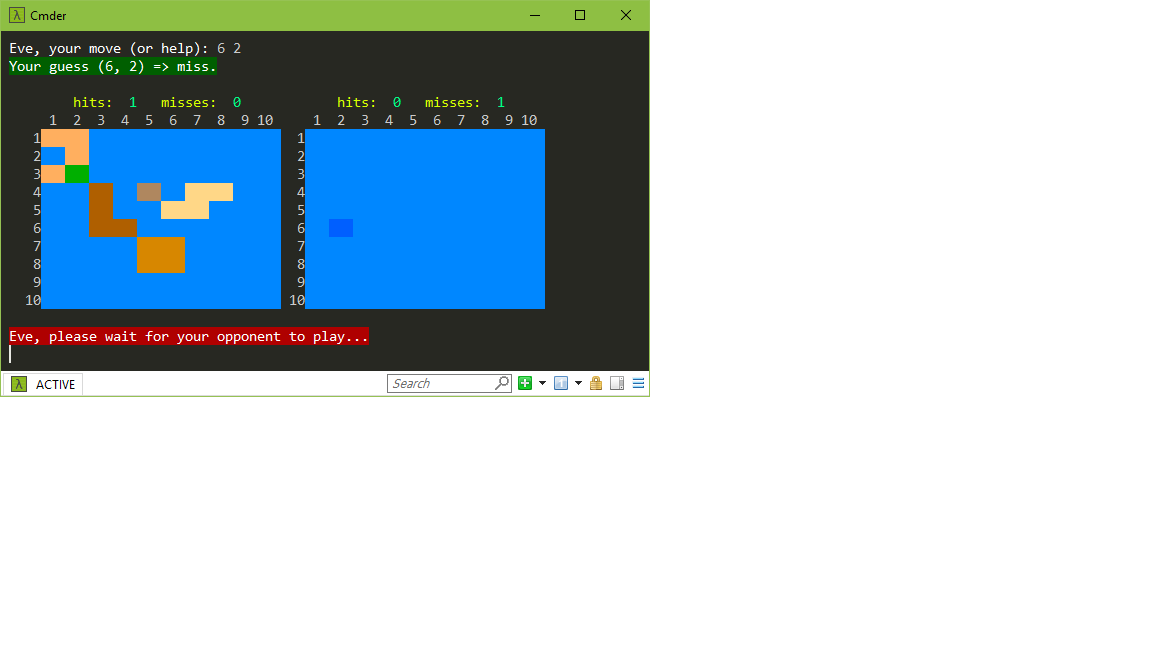 Cmder
Eve, your move (or help): 6 2
Your guess (6, 2) => miss.
hits: 1 misses: 0 hits: 0 misses: 1
1 2 3 4 5 6 7 8 9 10 1 2 3 4 5 6 7 8 9 10
1 1
2 2
3 3
4 4
5 5
6 6
7 7
8 8
9 9
10 10
Eve, please wait for your opponent to play...
λ ACTIVE Search